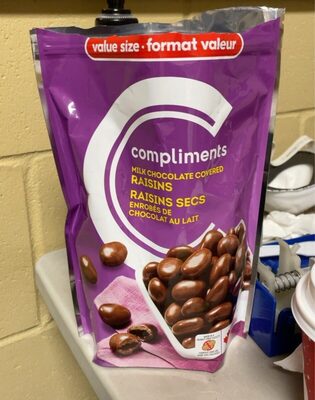 value size • format valeur
compliments
MILK CHOCOLATE COVERED
RAISINS
RAISINS SECS
ENROBÉS DE
CHOCOLAT AU LAIT